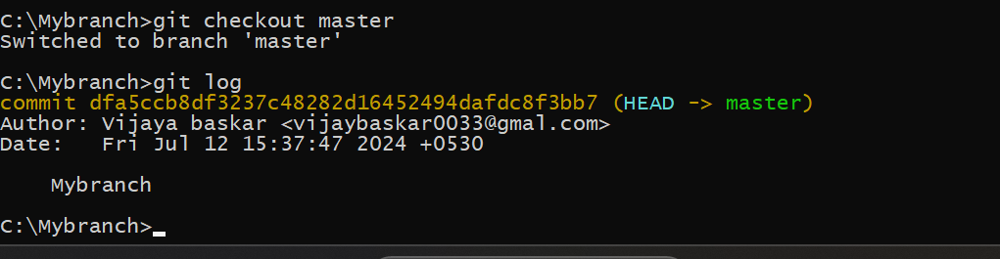 C:\Mybranch>git checkout master
Switched to branch 'master'
C:\Mybranch>git log
commit dfa5ccb8df3237c48282d16452494dafdc8f3bb7 (HEAD -> master)
Author: Vijaya baskar <vijaybaskar0033@gmal.com>
Date:   Fri Jul 12 15:37:47 2024 +0530
    Mybranch
C:\Mybranch>